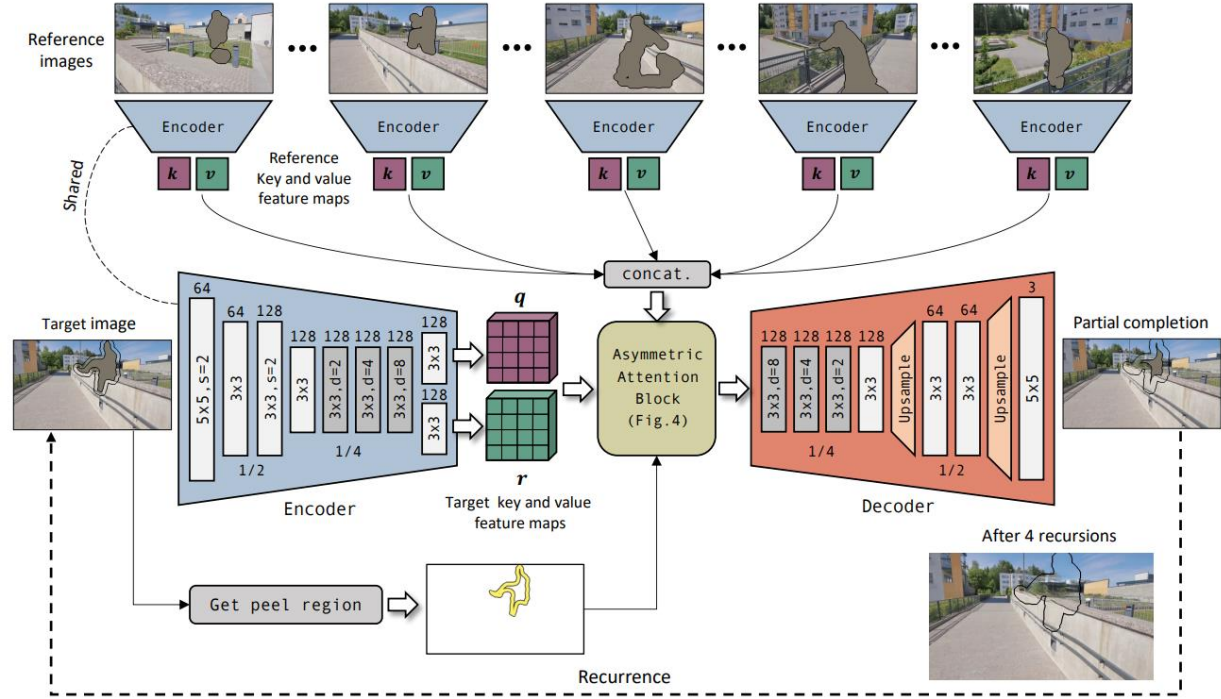 Reference
images
Encoder
Encoder
Encoder
Encoder
Encoder
k v
k v
k v
k v
k v
Reference
Key and value
feature maps
Shared
concat.
Target image
64
5x5,s=2
64
3x3
128
3x3,s=2
1/2
128
3x3
128
3x3,d=2
128
3x3,d=4
128
3x3,d=8
1/4
128
3x3
128
3x3
Encoder
q
r
Target key and value
feature maps
Asymmetric
Attention
Block
(Fig.4)
128
3x3,d=8
128
3x3,d=4
128
3x3,d=2
128
3x3
1/4
Upsample
64
3x3
64
3x3
1/2
Upsample
3
5x5
Decoder
Partial completion
After 4 recursions
Get peel region
Recurrence